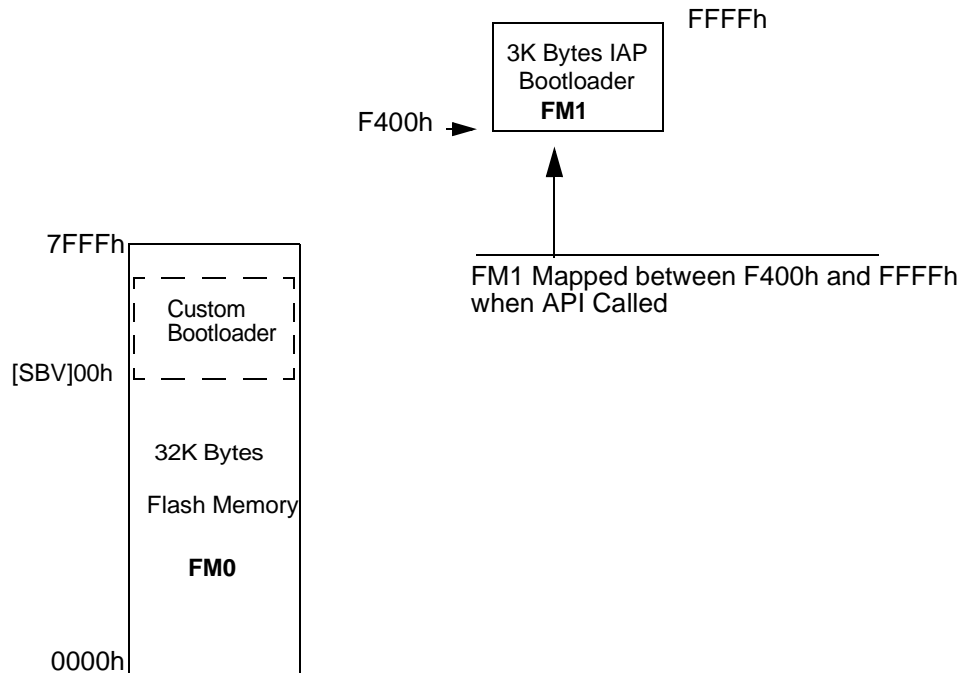 FFFFh
3K Bytes IAP
Bootloader
FM1
F400h
7FFFh
FM1 Mapped between F400h and FFFFh
when API Called
Custom
Bootloader
[SBV]00h
32K Bytes
Flash Memory
FM0
0000h